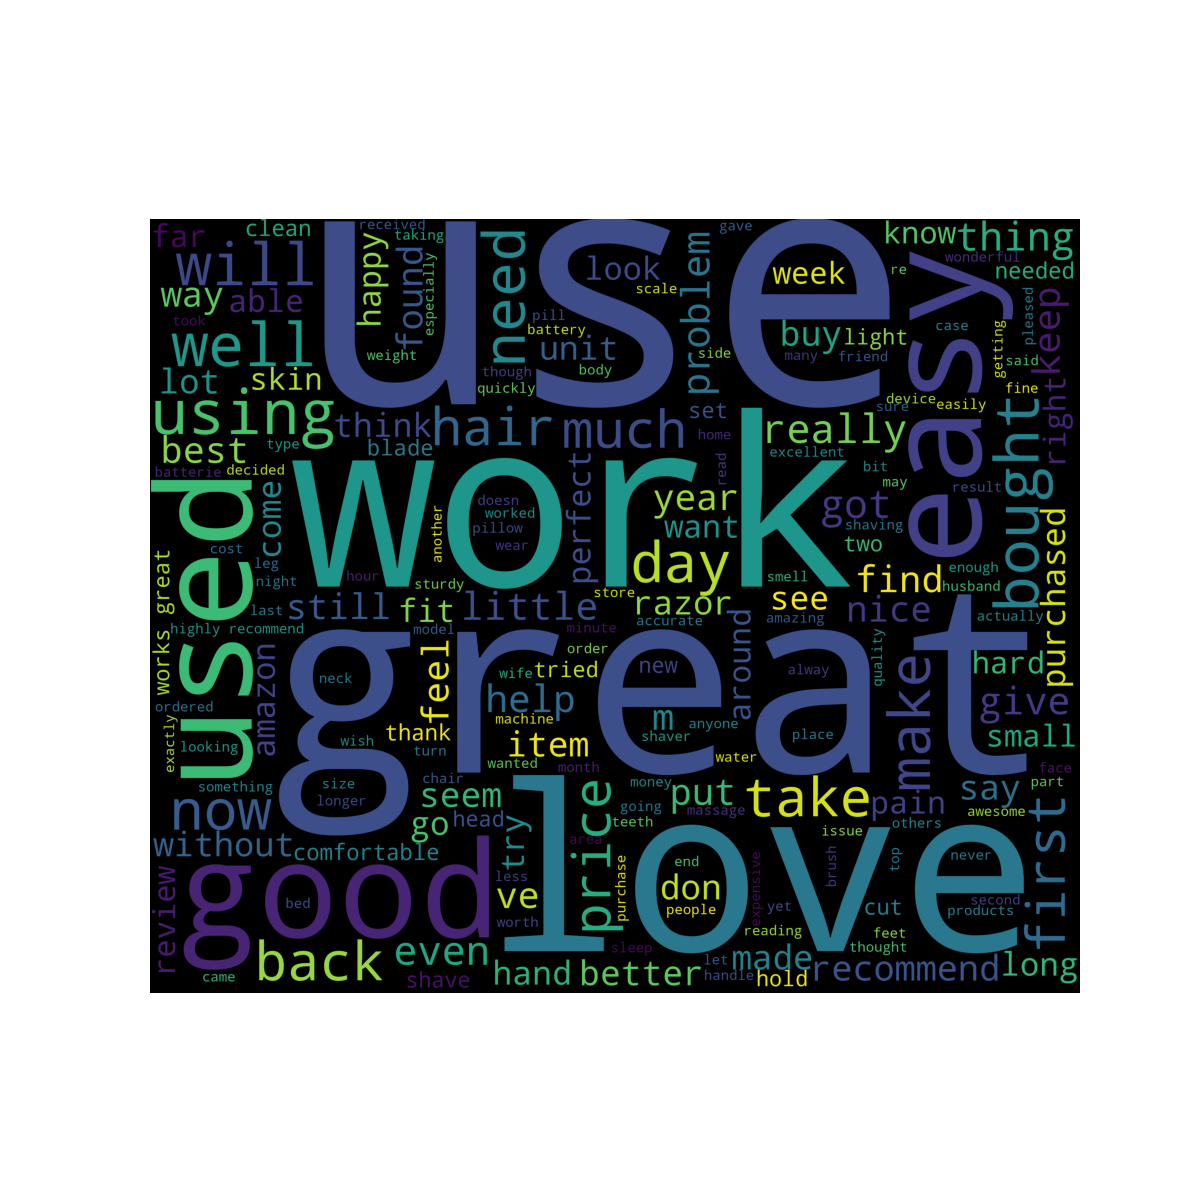 use
work
great
love
good
used
easy
far
clean
received
taking
gave
know
thing
wonderful
needed
will
happy
found
especially
need
look
scale
problem
week
re
way
able
took
well
weight
pill
battery
unit
body
side
many
buy
light
friend
case
getting
pleased
said
keep
right
lot
skin
though
quickly
device
easily
fine
using
think
hair
much
set
home
sure
really
bought
best
type
blade
batterie
decided
perfect
read
excellent
bit
may
result
come
another
doesn
worked
pillow
wear
year
want
got
shaving
two
cost
leg
night
hour
sturdy
day
smell
find
enough
husband
purchased
works great
last
still
fit
little
store
razor
see
nice
actually
highly recommend
model
minute
accurate
amazing
around
amazon
feel
order
wife
tried
new
alway
quality
hard
neck
ordered
help
m
anyone
make
give
exactly
looking
wish
thank
turn
machine
item
shaver
place
small
wanted
water
something
size
longer
chair
month
money
face
part
now
seem
price
going
put
massage
take
pain
say
awesome
first
go
head
try
teeth
issue
others
without
comfortable
area
less
purchase
end
expensive
brush
top
never
review
bed
ve
worth
don
people
yet
cut
second
products
reading
feet
thought
back
even
sleep
let
made
came
shave
hand
better
handle
hold
recommend
long